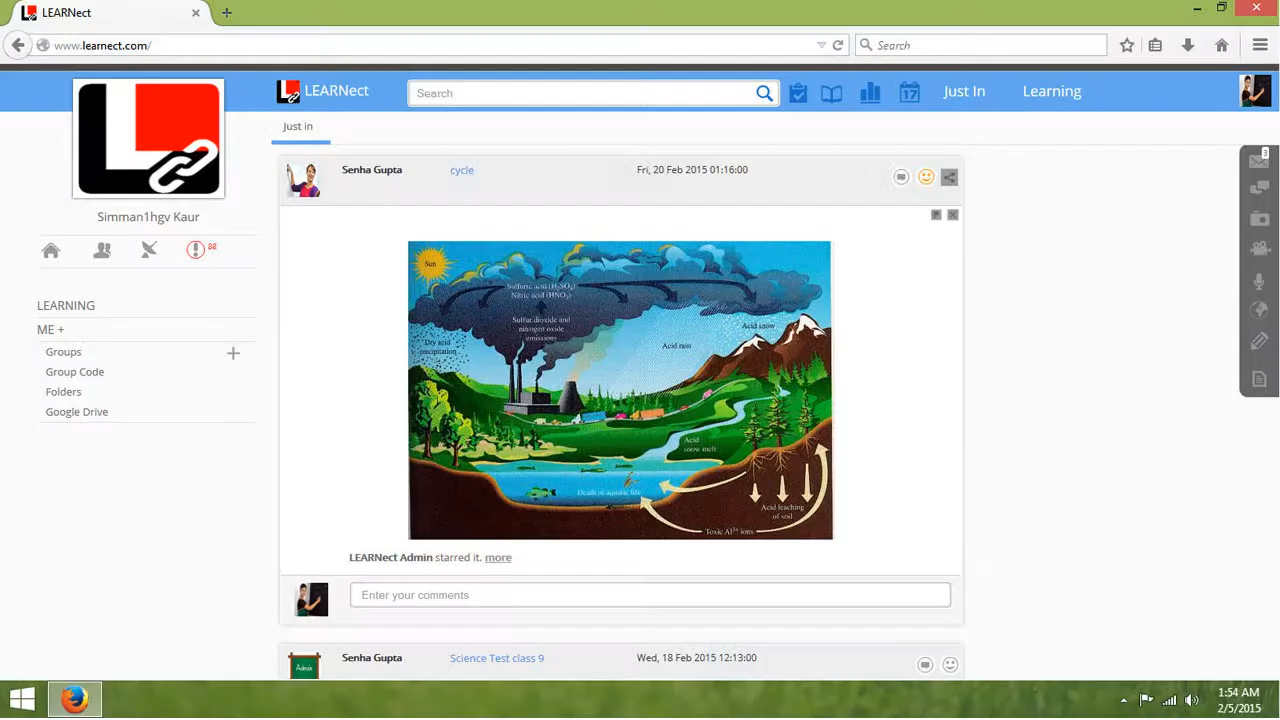 LEARNect
www.learnect.com/
Search
LEARNect
Search
17
Just In
Learning
Just in
3
Simman1hgv Kaur
88
LEARNING
ME +
Groups
Group Code
Folders
Google Drive
Senha Gupta
cycle
Fri, 20 Feb 2015 01:16:00
Sun
Sulfuric acid (H₂SO₄)
Nitric acid (HNO₃)
Sulfur dioxide and
nitrogen oxide
emissions
Dry acid
precipitation
Acid rain
Acid snow
Acid
snow melt
Death of aquatic life
Acid leaching
of soil
Toxic Al³⁺ ions
LEARNect Admin starred it. more
Enter your comments
Admin
Senha Gupta
Science Test class 9
Wed, 18 Feb 2015 12:13:00
1:54 AM
2/5/2015